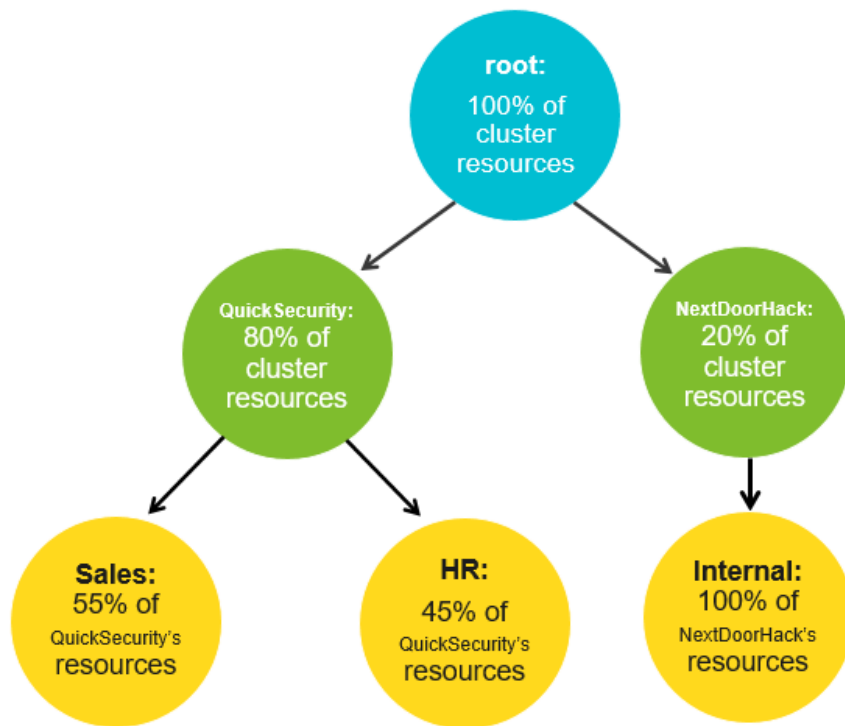 root:
100% of
cluster
resources
QuickSecurity:
80% of
cluster
resources
NextDoorHack:
20% of
cluster
resources
Sales:
55% of
QuickSecurity's
resources
HR:
45% of
QuickSecurity's
resources
Internal:
100% of
NextDoorHack's
resources